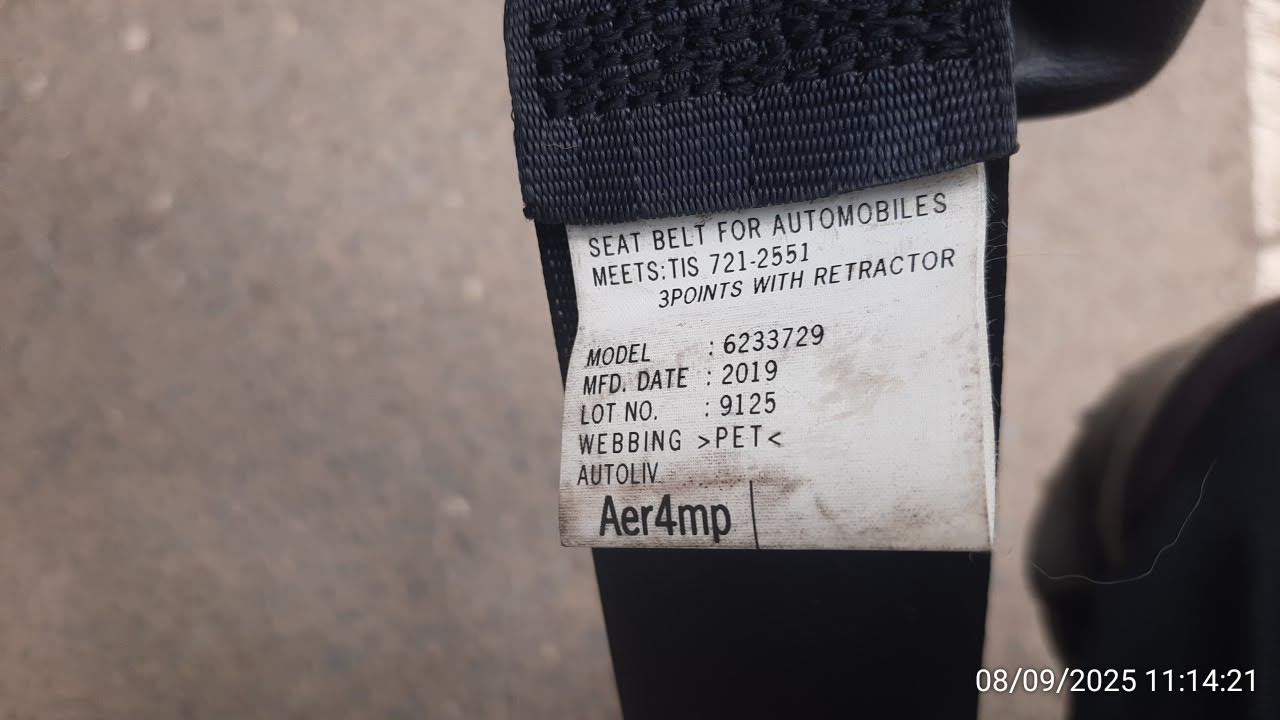 SEAT BELT FOR AUTOMOBILES
MEETS:TIS 721-2551
3POINTS WITH RETRACTOR
MODEL : 6233729
MFD. DATE : 2019
LOT NO. : 9125
WEBBING >PET<
AUTOLIV
Aer4mp
08/09/2025 11:14:21